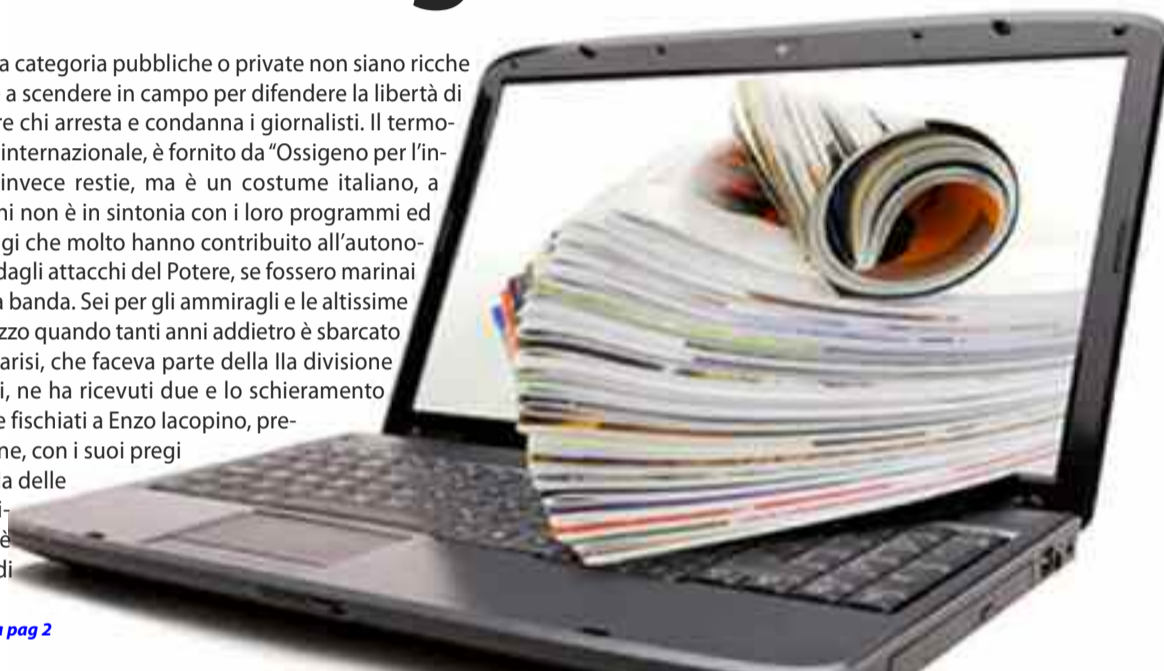 a categoria pubbliche o private non siano ricche
a scendere in campo per difendere la libertà di
re chi arresta e condanna i giornalisti. Il termo-
internazionale, è fornito da “Ossigeno per l’in-
invece restie, ma è un costume italiano, a
ni non è in sintonia con i loro programmi ed
gi che molto hanno contribuito all’autono-
dagli attacchi del Potere, se fossero marinai
a banda. Sei per gli ammiragli e le altissime
zzo quando tanti anni addietro è sbarcato
arisi, che faceva parte della IIa divisione
i, ne ha ricevuti due e lo schieramento
e fischiati a Enzo Iacopino, pre-
ne, con i suoi pregi
la delle
i-
è
di
a pag 2